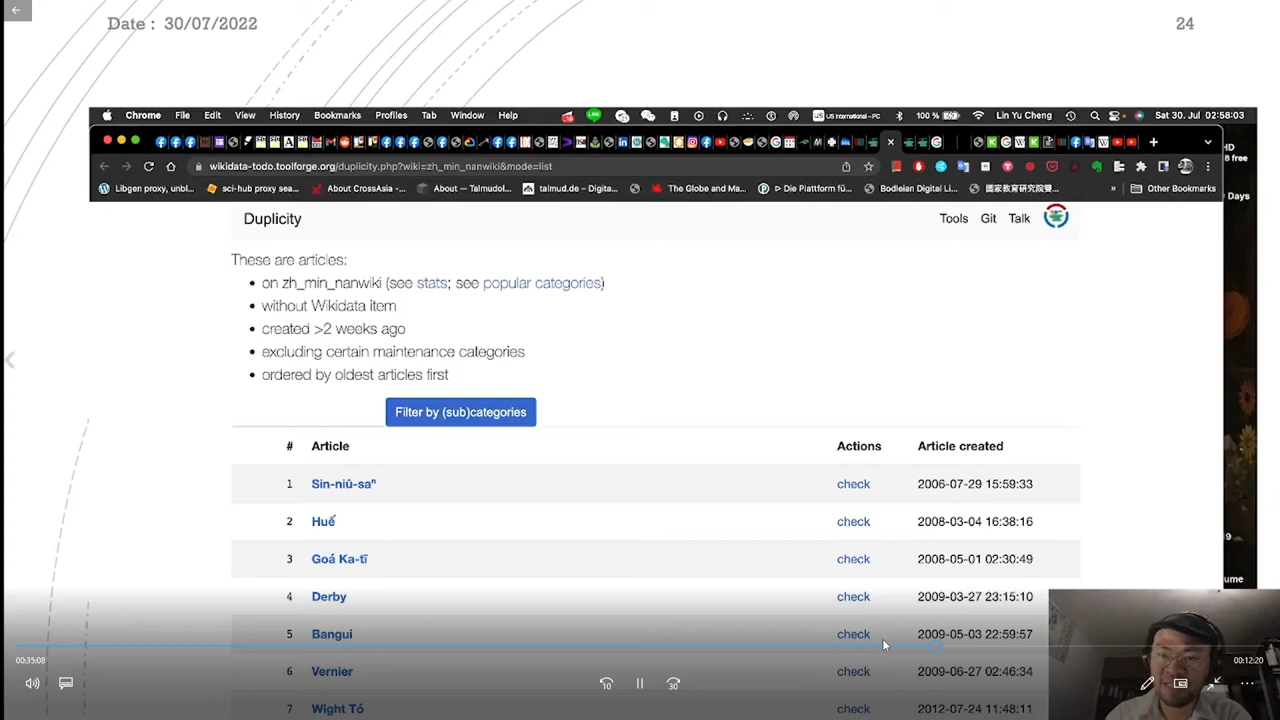 Date : 30/07/2022
24
Chrome File Edit View History Bookmarks Profiles Tab Window Help US International - PC 100 % Lin Yu Cheng Sat 30. Jul 02:58:03
wikidata-todo.toolforge.org/duplicity.php?wiki=zh_min_nanwiki&mode=list
Libgen proxy, unbl... sci-hub proxy sea... About CrossAsia -... About — Talmudol... talmud.de – Digita... The Globe and Ma... ▷ Die Plattform fü... Bodleian Digital Li... 國家教育研究院雙... » Other Bookmarks
Days
Duplicity Tools Git Talk
These are articles:
• on zh_min_nanwiki (see stats; see popular categories)
• without Wikidata item
• created >2 weeks ago
• excluding certain maintenance categories
• ordered by oldest articles first
Filter by (sub)categories
# Article Actions Article created
1 Sin-niû-saⁿ check 2006-07-29 15:59:33
2 Huế check 2008-03-04 16:38:16
3 Goá Ka-tī check 2008-05-01 02:30:49
4 Derby check 2009-03-27 23:15:10
5 Bangui check 2009-05-03 22:59:57
6 Vernier check 2009-06-27 02:46:34
7 Wight Tó check 2012-07-24 11:48:11
00:35:08
00:12:20
10
30